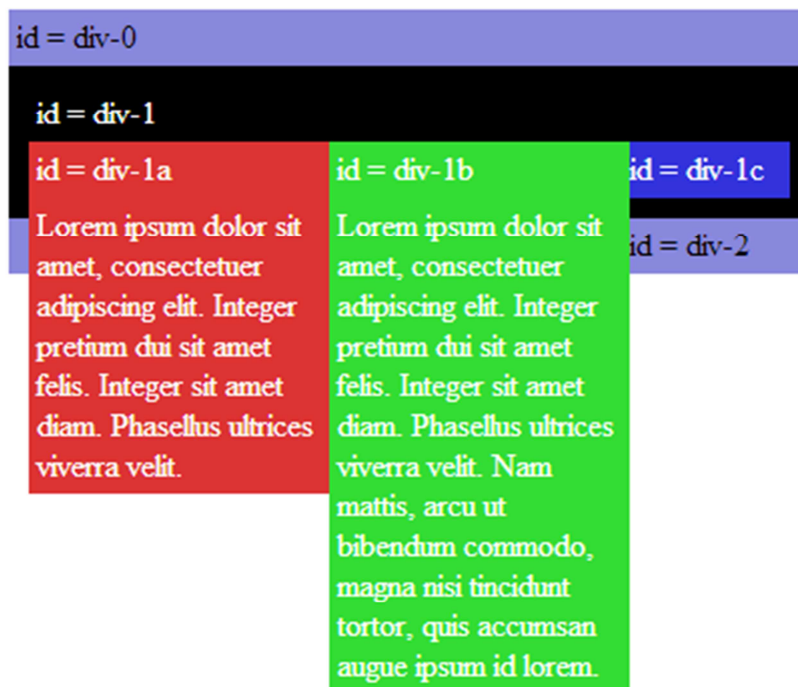 id = div-0
id = div-1
id = div-1a
Lorem ipsum dolor sit
amet, consectetuer
adipiscing elit. Integer
pretium dui sit amet
felis. Integer sit amet
diam. Phasellus ultrices
viverra velit.
id = div-1b
Lorem ipsum dolor sit
amet, consectetuer
adipiscing elit. Integer
pretium dui sit amet
felis. Integer sit amet
diam. Phasellus ultrices
viverra velit. Nam
mattis, arcu ut
bibendum commodo,
magna nisi tincidunt
tortor, quis accumsan
augue ipsum id lorem.
id = div-1c
id = div-2